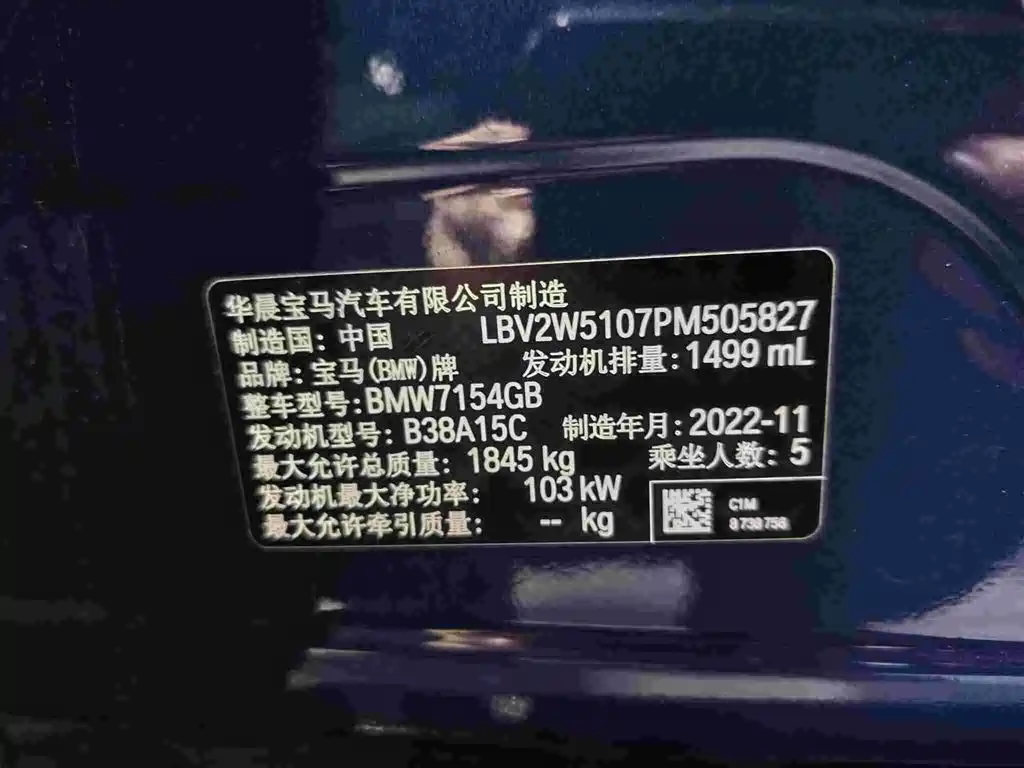 华晨宝马汽车有限公司制造
制造国：中国 LBV2W5107PM505827
品牌：宝马(BMW)牌 发动机排量：1499 mL
整车型号：BMW7154GB
发动机型号：B38A15C 制造年月：2022-11
最大允许总质量：1845 kg 乘坐人数：5
发动机最大净功率：103 kW
最大允许牵引质量：-- kg
C1M